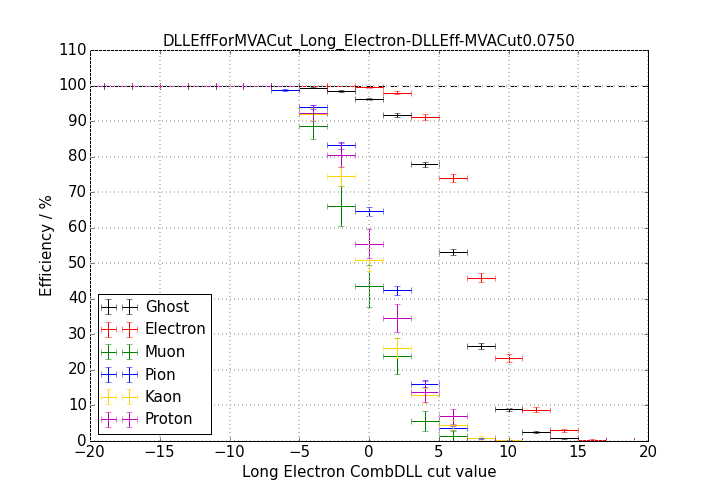 DLLEffForMVACut_Long_Electron-DLLEff-MVACut0.0750
110
100
90
80
70
60
50
40
30
20
10
0
Efficiency / %
Ghost
Electron
Muon
Pion
Kaon
Proton
−20 −15 −10 −5 0 5 10 15 20
Long Electron CombDLL cut value